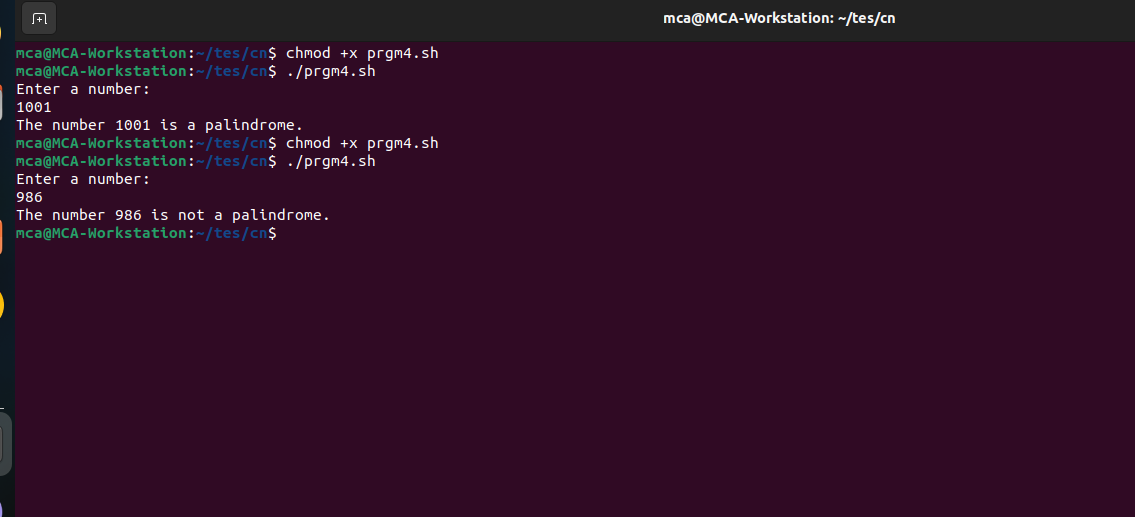 mca@MCA-Workstation: ~/tes/cn
mca@MCA-Workstation:~/tes/cn$ chmod +x prgm4.sh
mca@MCA-Workstation:~/tes/cn$ ./prgm4.sh
Enter a number:
1001
The number 1001 is a palindrome.
mca@MCA-Workstation:~/tes/cn$ chmod +x prgm4.sh
mca@MCA-Workstation:~/tes/cn$ ./prgm4.sh
Enter a number:
986
The number 986 is not a palindrome.
mca@MCA-Workstation:~/tes/cn$